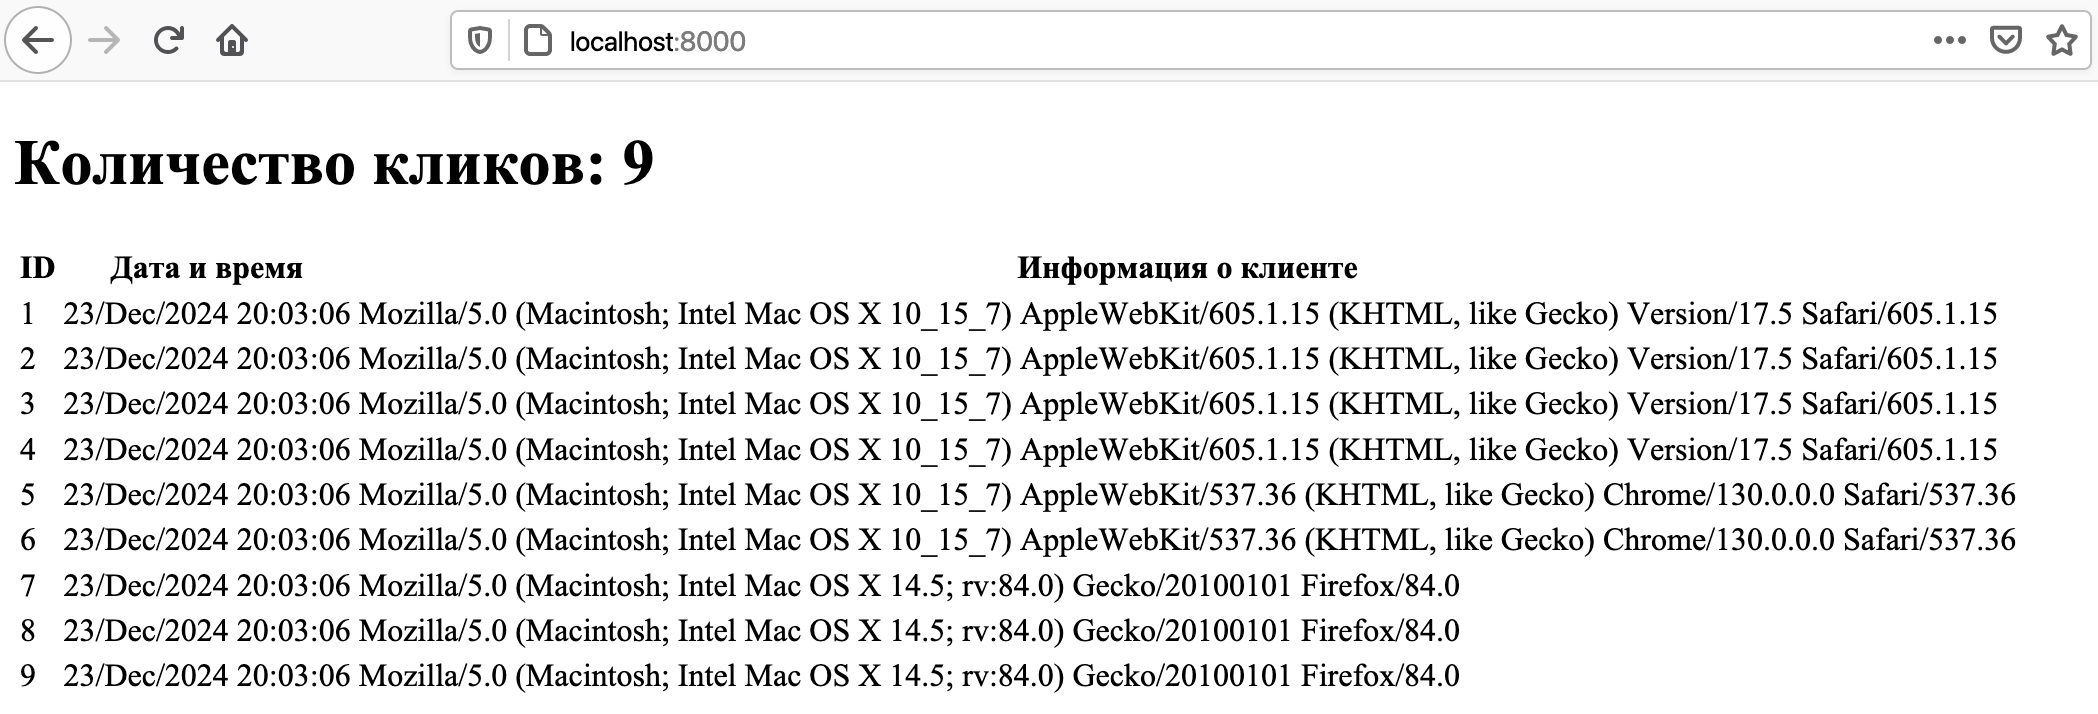 localhost:8000
Количество кликов: 9
ID Дата и время Информация о клиенте
1 23/Dec/2024 20:03:06 Mozilla/5.0 (Macintosh; Intel Mac OS X 10_15_7) AppleWebKit/605.1.15 (KHTML, like Gecko) Version/17.5 Safari/605.1.15
2 23/Dec/2024 20:03:06 Mozilla/5.0 (Macintosh; Intel Mac OS X 10_15_7) AppleWebKit/605.1.15 (KHTML, like Gecko) Version/17.5 Safari/605.1.15
3 23/Dec/2024 20:03:06 Mozilla/5.0 (Macintosh; Intel Mac OS X 10_15_7) AppleWebKit/605.1.15 (KHTML, like Gecko) Version/17.5 Safari/605.1.15
4 23/Dec/2024 20:03:06 Mozilla/5.0 (Macintosh; Intel Mac OS X 10_15_7) AppleWebKit/605.1.15 (KHTML, like Gecko) Version/17.5 Safari/605.1.15
5 23/Dec/2024 20:03:06 Mozilla/5.0 (Macintosh; Intel Mac OS X 10_15_7) AppleWebKit/537.36 (KHTML, like Gecko) Chrome/130.0.0.0 Safari/537.36
6 23/Dec/2024 20:03:06 Mozilla/5.0 (Macintosh; Intel Mac OS X 10_15_7) AppleWebKit/537.36 (KHTML, like Gecko) Chrome/130.0.0.0 Safari/537.36
7 23/Dec/2024 20:03:06 Mozilla/5.0 (Macintosh; Intel Mac OS X 14.5; rv:84.0) Gecko/20100101 Firefox/84.0
8 23/Dec/2024 20:03:06 Mozilla/5.0 (Macintosh; Intel Mac OS X 14.5; rv:84.0) Gecko/20100101 Firefox/84.0
9 23/Dec/2024 20:03:06 Mozilla/5.0 (Macintosh; Intel Mac OS X 14.5; rv:84.0) Gecko/20100101 Firefox/84.0